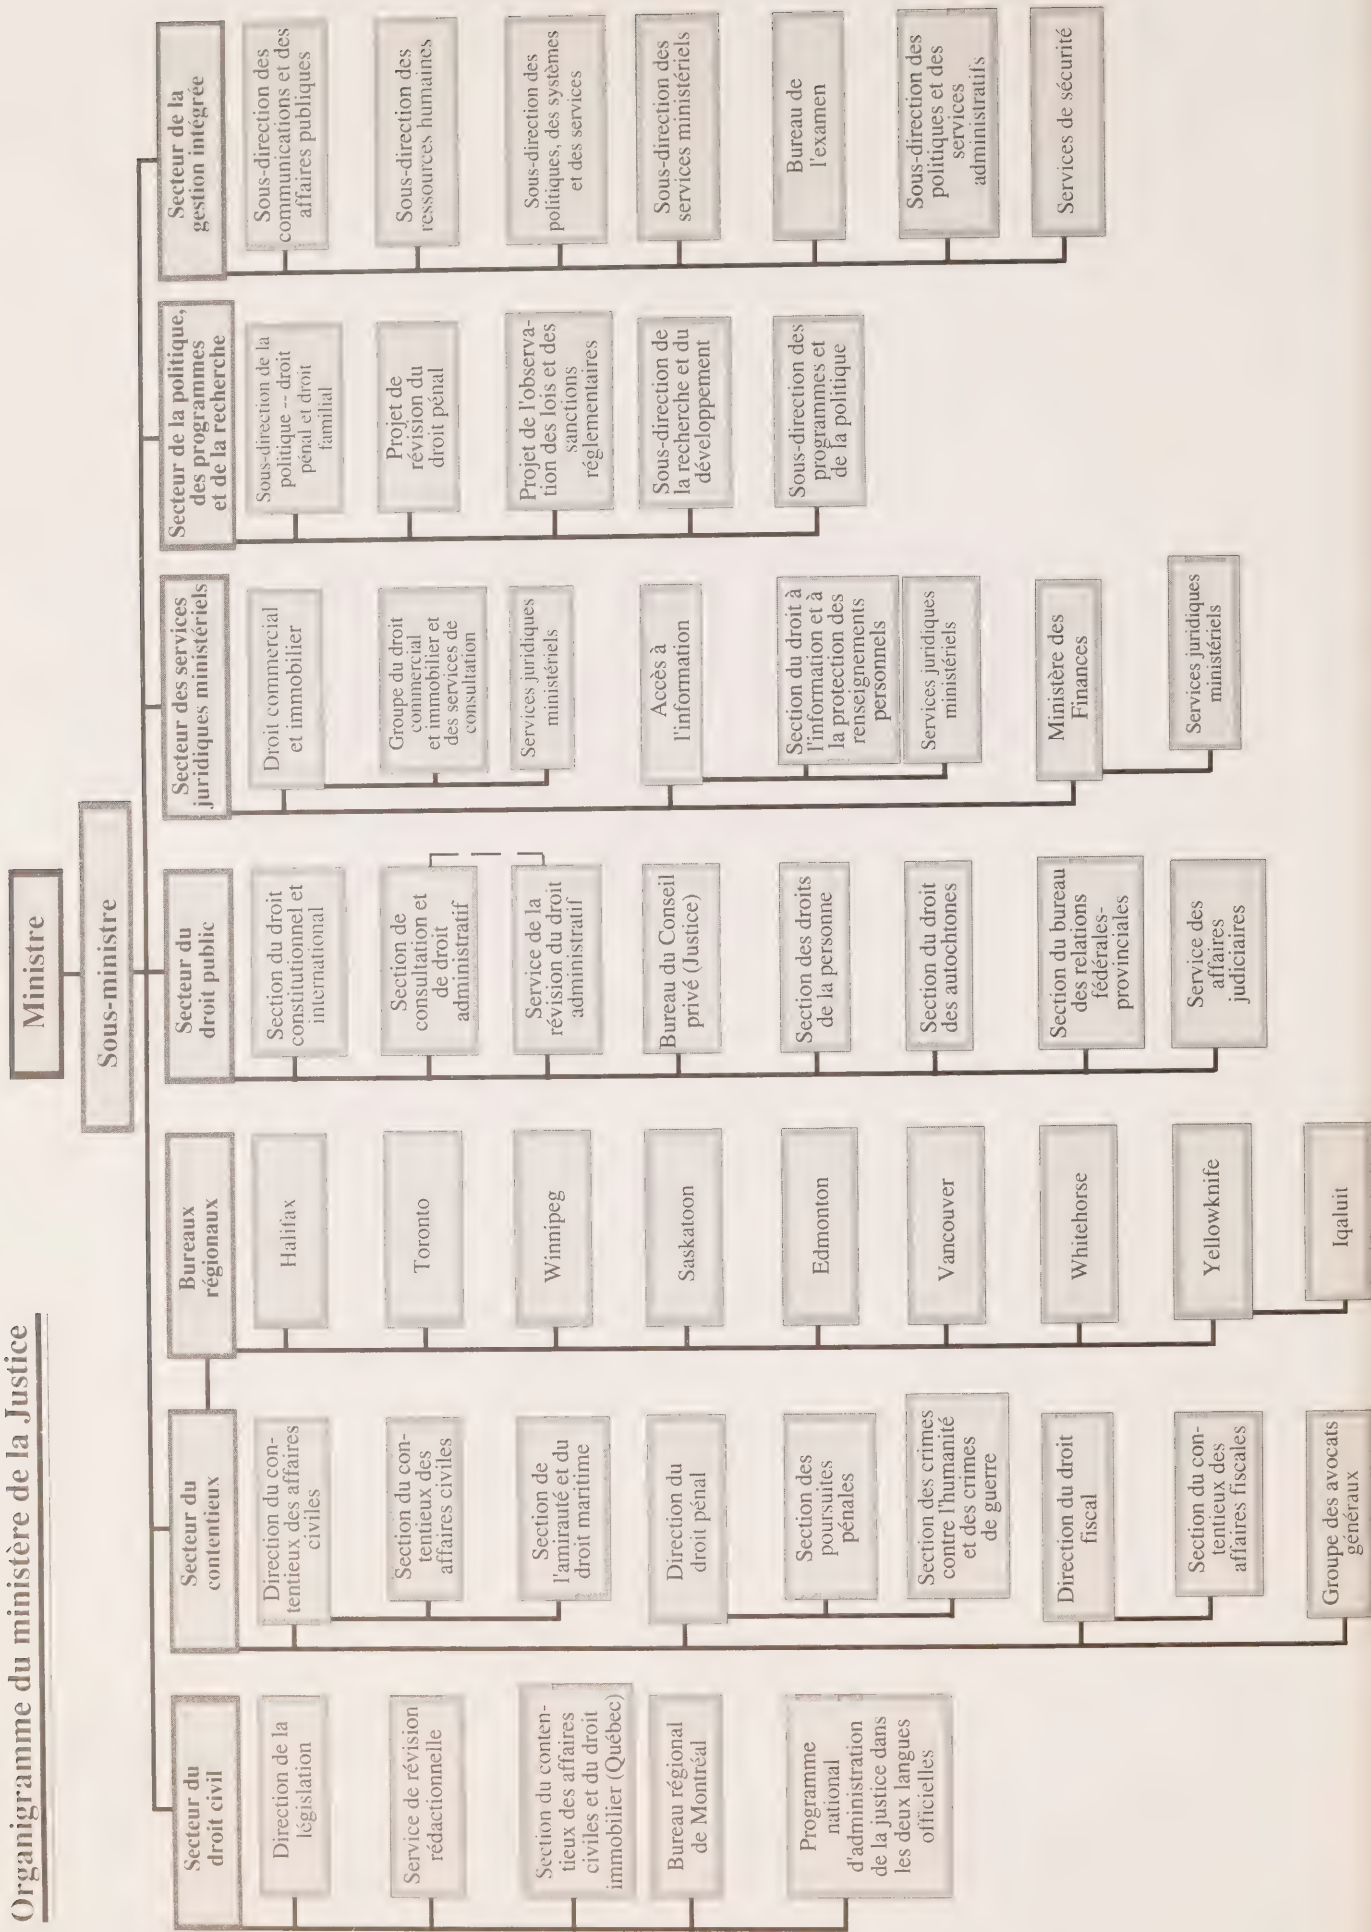 Organigramme du ministère de la Justice
Ministre
Sous-ministre
Secteur du
droit civil
Direction de la
législation
Service de révision
rédactionnelle
Section du conten-
tieux des affaires
civiles et du droit
immobilier (Québec)
Bureau régional
de Montréal
Programme
national
d'administration
de la justice dans
les deux langues
officielles
Secteur du
contentieux
Direction du con-
tentieux des affaires
civiles
Section du con-
tentieux des
affaires civiles
Section de
l'amirauté et du
droit maritime
Direction du
droit pénal
Section des
poursuites
pénales
Section des crimes
contre l'humanité
et des crimes
de guerre
Direction du droit
fiscal
Section du con-
tentieux des
affaires fiscales
Groupe des avocats
généraux
Bureaux
régionaux
Halifax
Toronto
Winnipeg
Saskatoon
Edmonton
Vancouver
Whitehorse
Yellowknife
Iqaluit
Secteur du
droit public
Section du droit
constitutionnel et
international
Section de
consultation et
de droit
administratif
Service de la
révision du droit
administratif
Bureau du Conseil
privé (Justice)
Section des droits
de la personne
Section du droit
des autochtones
Section du bureau
des relations
fédérales-
provinciales
Service des
affaires
judiciaires
Secteur des services
juridiques ministériels
Droit commercial
et immobilier
Groupe du droit
commercial
et immobilier et
des services de
consultation
Services juridiques
ministériels
Accès à
l'information
Section du droit à
l'information et à
la protection des
renseignements
personnels
Services juridiques
ministériels
Ministère des
Finances
Services juridiques
ministériels
Secteur de la politique,
des programmes
et de la recherche
Sous-direction de la
politique -- droit
pénal et droit
familial
Projet de
révision du
droit pénal
Projet de l'observa-
tion des lois et des
sanctions
réglementaires
Sous-direction de
la recherche et du
développement
Sous-direction des
programmes et
de la politique
Secteur de la
gestion intégrée
Sous-direction des
communications et des
affaires publiques
Sous-direction des
ressources humaines
Sous-direction des
politiques, des systèmes
et des services
Sous-direction des
services ministériels
Bureau de
l'examen
Sous-direction des
politiques et des
services
administratifs
Services de sécurité